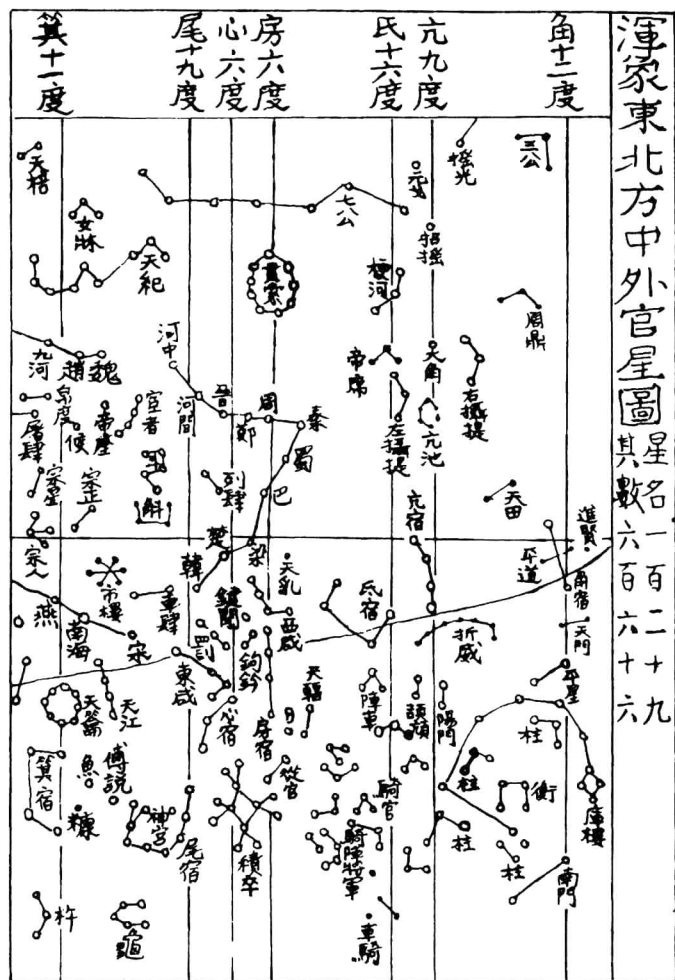 渾象東北方中外官星圖
星名一百二十九
其數六百六十六
角十二度
亢九度
氐十六度
房六度
心六度
尾十九度
箕十一度
三公
搖光
元戈
招搖
七公
梗河
貫索
天紀
女牀
天棓
周鼎
右攝提
大角
帝席
左攝提
亢池
天田
亢宿
進賢
平道
角宿
天門
平星
折威
氐宿
秦
周
鄭
晉
河間
河中
蜀
巴
梁
楚
韓
列肆
斛
宦者
帝座
候
魏
趙
九河
帛度
屠肆
宗星
宗正
宗人
市樓
車肆
燕
南海
宋
東咸
罰
鍵閉
鉤鈐
西咸
天乳
天輻
房宿
心宿
從官
積卒
陣車
頡頏
陽門
騎官
騎陣將軍
車騎
柱
柱
柱
柱
衡
庫樓
南門
天江
天籥
傅說
魚
箕宿
糠
神宮
尾宿
杵
龜